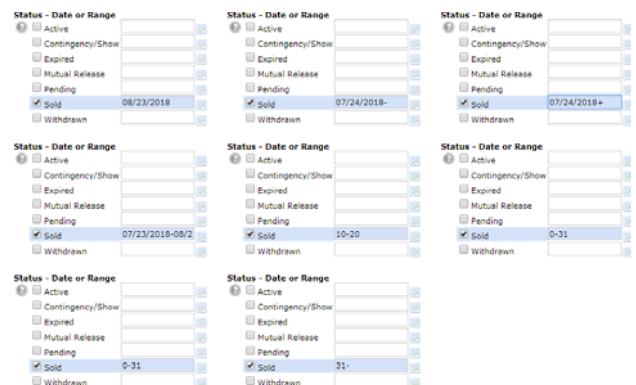 Status - Date or Range
Active
Contingency/Show
Expired
Mutual Release
Pending
Sold 08/23/2018
Withdrawn
Status - Date or Range
Active
Contingency/Show
Expired
Mutual Release
Pending
Sold 07/24/2018-
Withdrawn
Status - Date or Range
Active
Contingency/Show
Expired
Mutual Release
Pending
Sold 07/24/2018+
Withdrawn
Status - Date or Range
Active
Contingency/Show
Expired
Mutual Release
Pending
Sold 07/23/2018-08/2
Withdrawn
Status - Date or Range
Active
Contingency/Show
Expired
Mutual Release
Pending
Sold 10-20
Withdrawn
Status - Date or Range
Active
Contingency/Show
Expired
Mutual Release
Pending
Sold 0-31
Withdrawn
Status - Date or Range
Active
Contingency/Show
Expired
Mutual Release
Pending
Sold 0-31
Withdrawn
Status - Date or Range
Active
Contingency/Show
Expired
Mutual Release
Pending
Sold 31-
Withdrawn